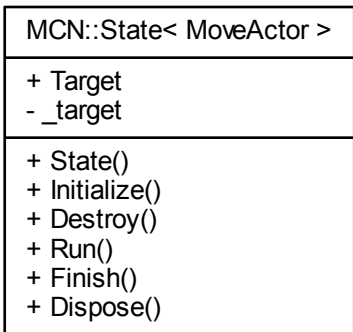 MCN::State< MoveActor >
+ Target
- _target
+ State()
+ Initialize()
+ Destroy()
+ Run()
+ Finish()
+ Dispose()